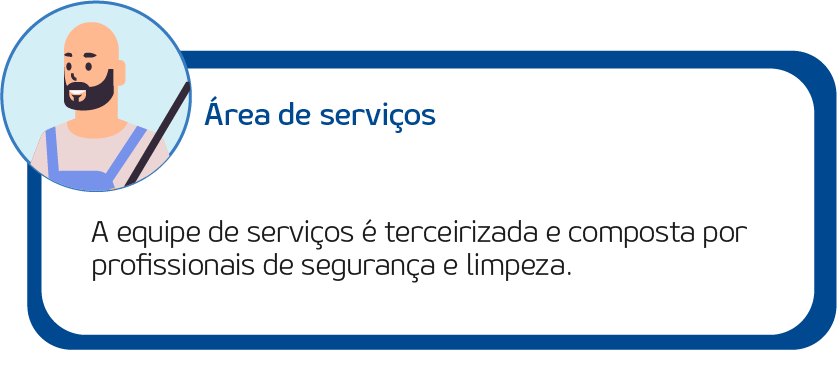 Área de serviços
A equipe de serviços é terceirizada e composta por
profissionais de segurança e limpeza.